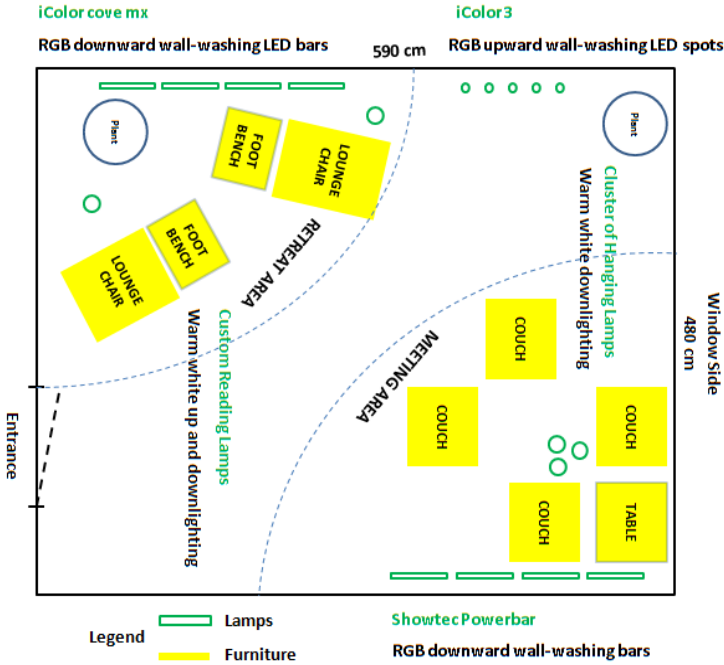 iColor cove mx
iColor3
RGB downward wall-washing LED bars
590 cm
RGB upward wall-washing LED spots
Plant
FOOT
BENCH
LOUNGE
CHAIR
Plant
FOOT
BENCH
LOUNGE
CHAIR
RETREAT AREA
Cluster of Hanging Lamps
Warm white downlighting
Window Side
480 cm
Custom Reading Lamps
Warm white up and downlighting
MEETING AREA
COUCH
COUCH
COUCH
COUCH
TABLE
Entrance
Legend
Lamps
Furniture
Showtec Powerbar
RGB downward wall-washing bars